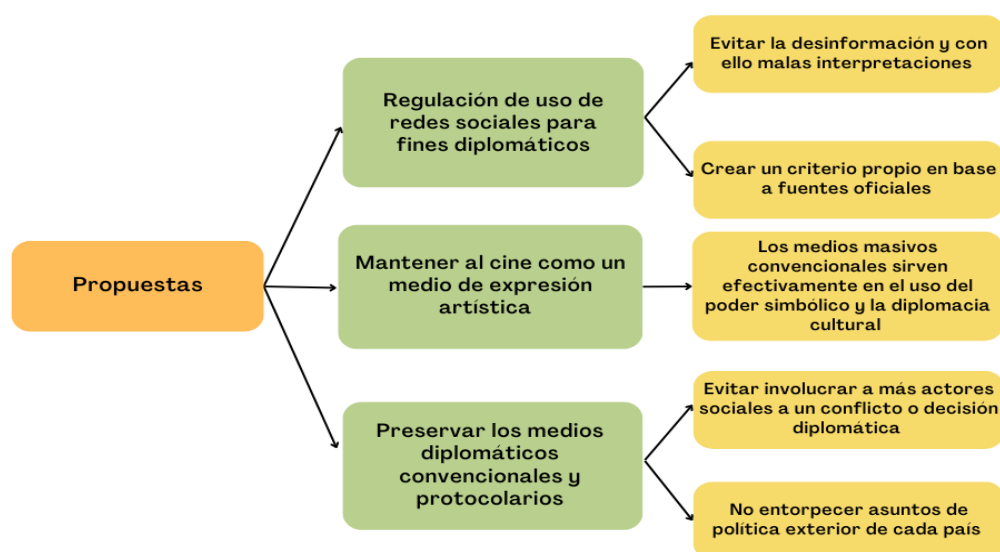 Propuestas
Regulación de uso de
redes sociales para
fines diplomáticos
Evitar la desinformación y con
ello malas interpretaciones
Crear un criterio propio en base
a fuentes oficiales
Mantener al cine como un
medio de expresión
artística
Los medios masivos
convencionales sirven
efectivamente en el uso del
poder simbólico y la diplomacia
cultural
Preservar los medios
diplomáticos
convencionales y
protocolarios
Evitar involucrar a más actores
sociales a un conflicto o decisión
diplomática
No entorpecer asuntos de
política exterior de cada país